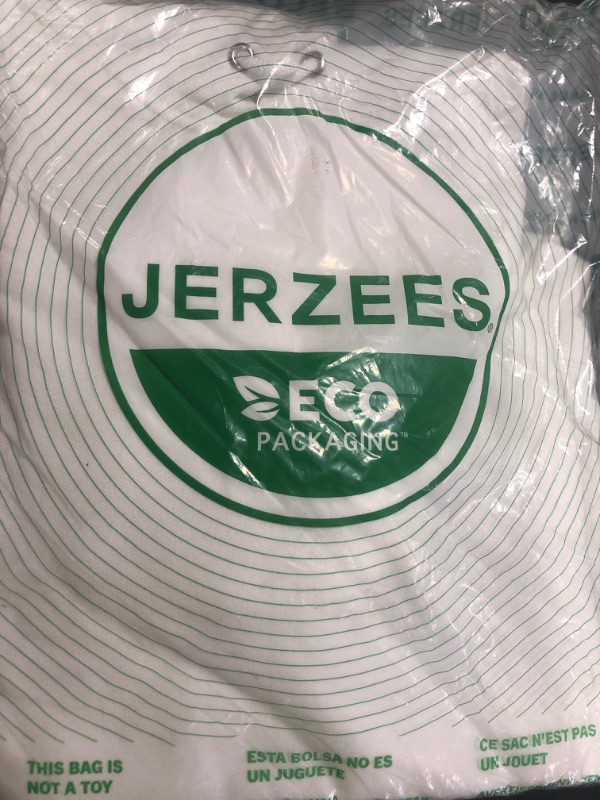 JERZEES®
ECO
PACKAGING™
THIS BAG IS
NOT A TOY
ESTA BOLSA NO ES
UN JUGUETE
CE SAC N'EST PAS
UN JOUET